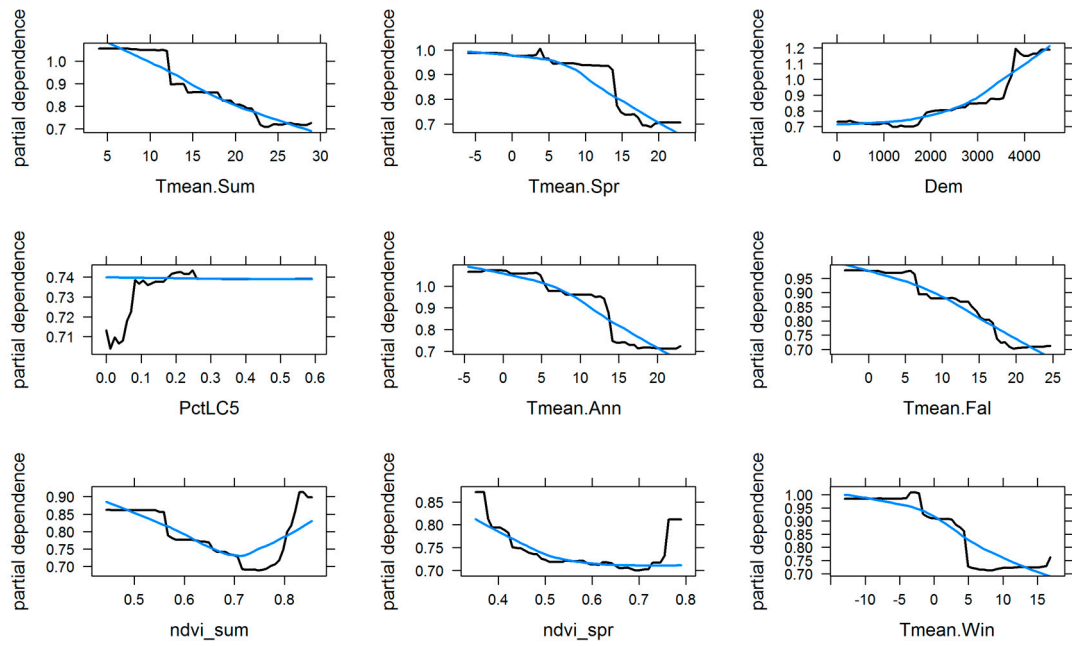 partial dependence
1.0
0.9
0.8
0.7
5 10 15 20 25 30
Tmean.Sum
partial dependence
1.0
0.9
0.8
0.7
-5 0 5 10 15 20
Tmean.Spr
partial dependence
1.2
1.1
1.0
0.9
0.8
0.7
0 1000 2000 3000 4000
Dem
partial dependence
0.74
0.73
0.72
0.71
0.0 0.1 0.2 0.3 0.4 0.5 0.6
PctLC5
partial dependence
1.0
0.9
0.8
0.7
-5 0 5 10 15 20
Tmean.Ann
partial dependence
0.95
0.90
0.85
0.80
0.75
0.70
0 5 10 15 20 25
Tmean.Fal
partial dependence
0.90
0.85
0.80
0.75
0.70
0.5 0.6 0.7 0.8
ndvi_sum
partial dependence
0.85
0.80
0.75
0.70
0.4 0.5 0.6 0.7 0.8
ndvi_spr
partial dependence
1.00
0.95
0.90
0.85
0.80
0.75
0.70
-10 -5 0 5 10 15
Tmean.Win